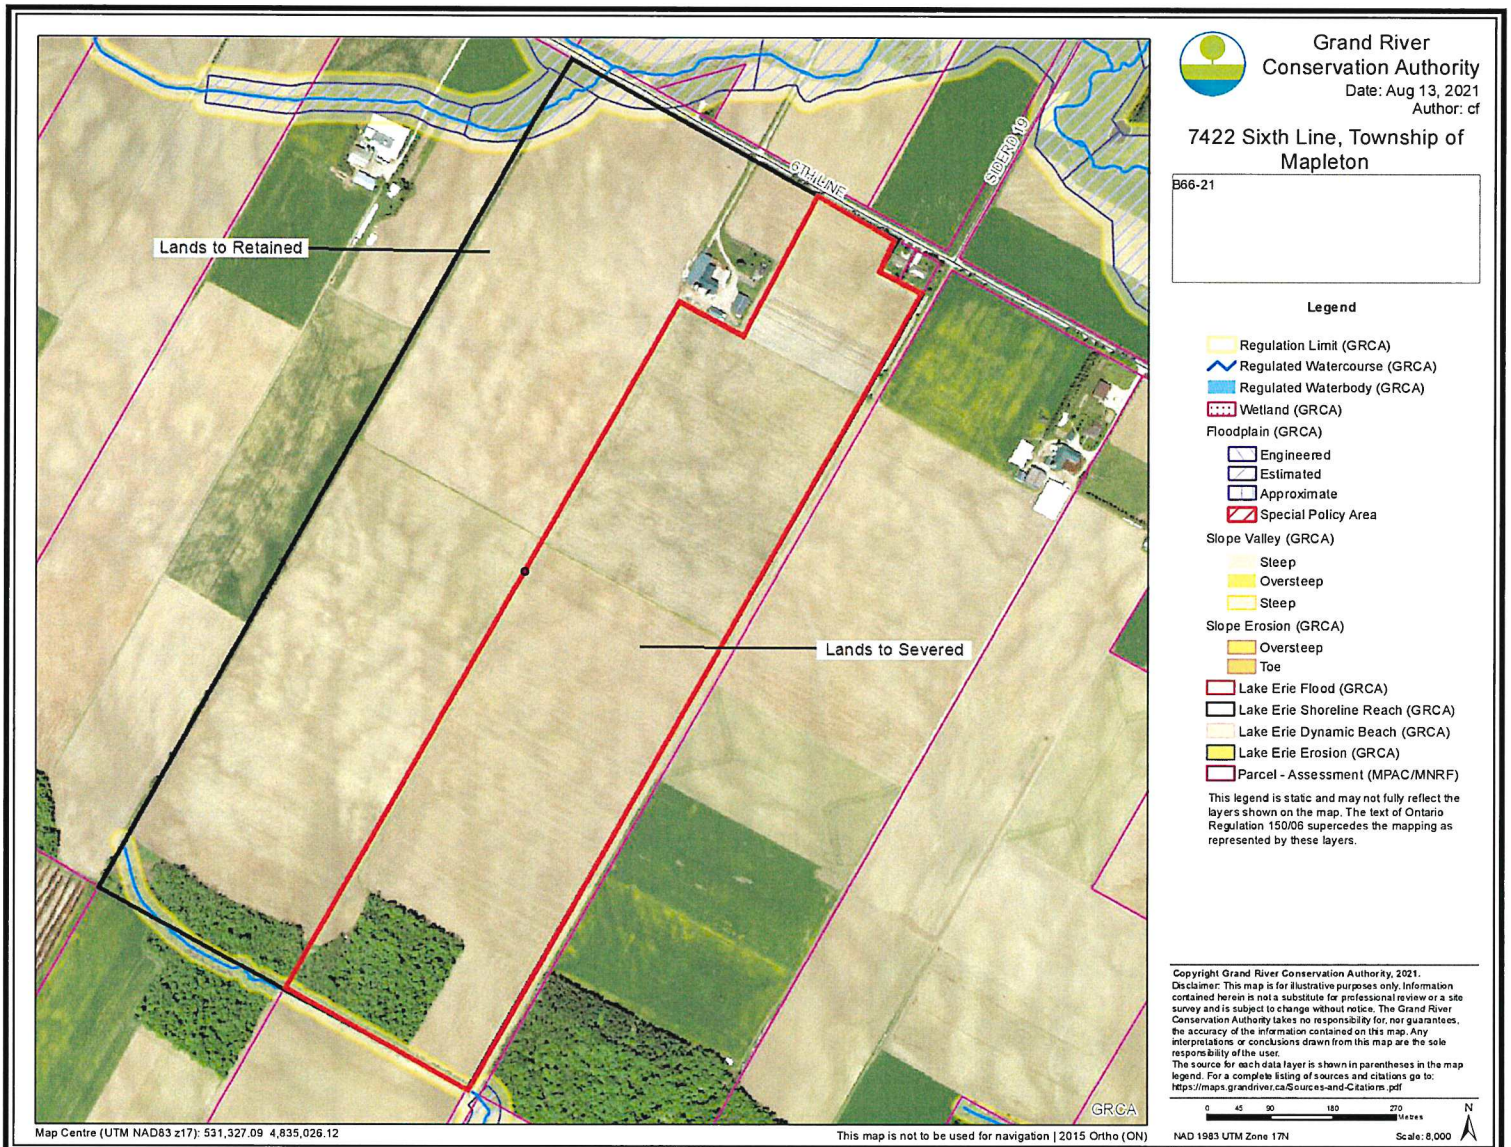 Grand River
Conservation Authority
Date: Aug 13, 2021
Author: cf
7422 Sixth Line, Township of
Mapleton
B66-21
6TH LINE
SIDERD 19
Lands to Retained
Lands to Severed
GRCA
Legend
Regulation Limit (GRCA)
Regulated Watercourse (GRCA)
Regulated Waterbody (GRCA)
Wetland (GRCA)
Floodplain (GRCA)
Engineered
Estimated
Approximate
Special Policy Area
Slope Valley (GRCA)
Steep
Oversteep
Steep
Slope Erosion (GRCA)
Oversteep
Toe
Lake Erie Flood (GRCA)
Lake Erie Shoreline Reach (GRCA)
Lake Erie Dynamic Beach (GRCA)
Lake Erie Erosion (GRCA)
Parcel - Assessment (MPAC/MNRF)
This legend is static and may not fully reflect the
layers shown on the map. The text of Ontario
Regulation 150/06 supercedes the mapping as
represented by these layers.
Copyright Grand River Conservation Authority, 2021.
Disclaimer: This map is for illustrative purposes only. Information
contained herein is not a substitute for professional review or a site
survey and is subject to change without notice. The Grand River
Conservation Authority takes no responsibility for, nor guarantees,
the accuracy of the information contained on this map. Any
interpretations or conclusions drawn from this map are the sole
responsibility of the user.
The source for each data layer is shown in parentheses in the map
legend. For a complete listing of sources and citations go to:
https://maps.grandriver.ca/Sources-and-Citations.pdf
0 45 90 180 270
Metres
N
NAD 1983 UTM Zone 17N
Scale: 8,000
Map Centre (UTM NAD83 z17): 531,327.09 4,835,026.12
This map is not to be used for navigation | 2015 Ortho (ON)